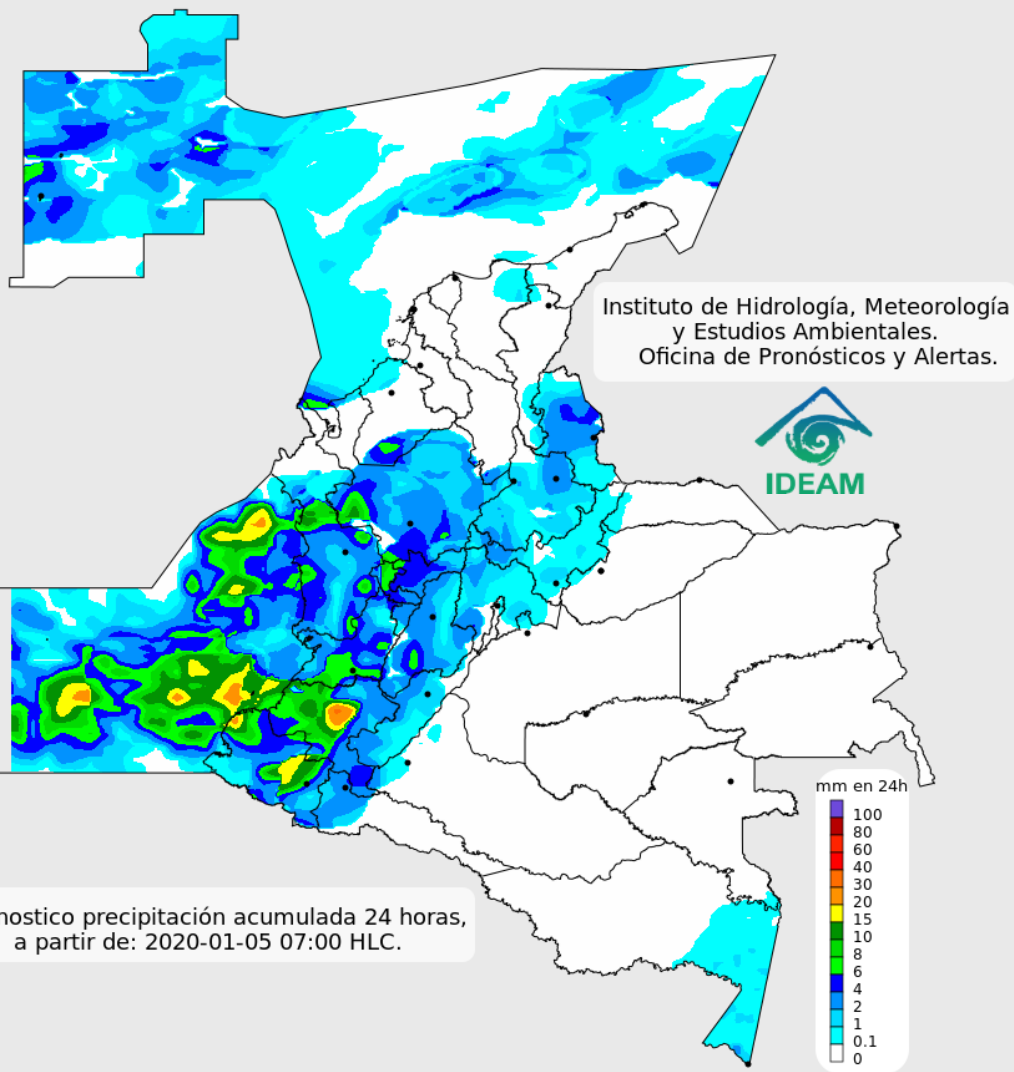 Instituto de Hidrología, Meteorología
y Estudios Ambientales.
Oficina de Pronósticos y Alertas.
IDEAM
mm en 24h
100
80
60
40
30
20
15
10
8
6
4
2
1
0.1
0
nostico precipitación acumulada 24 horas,
a partir de: 2020-01-05 07:00 HLC.